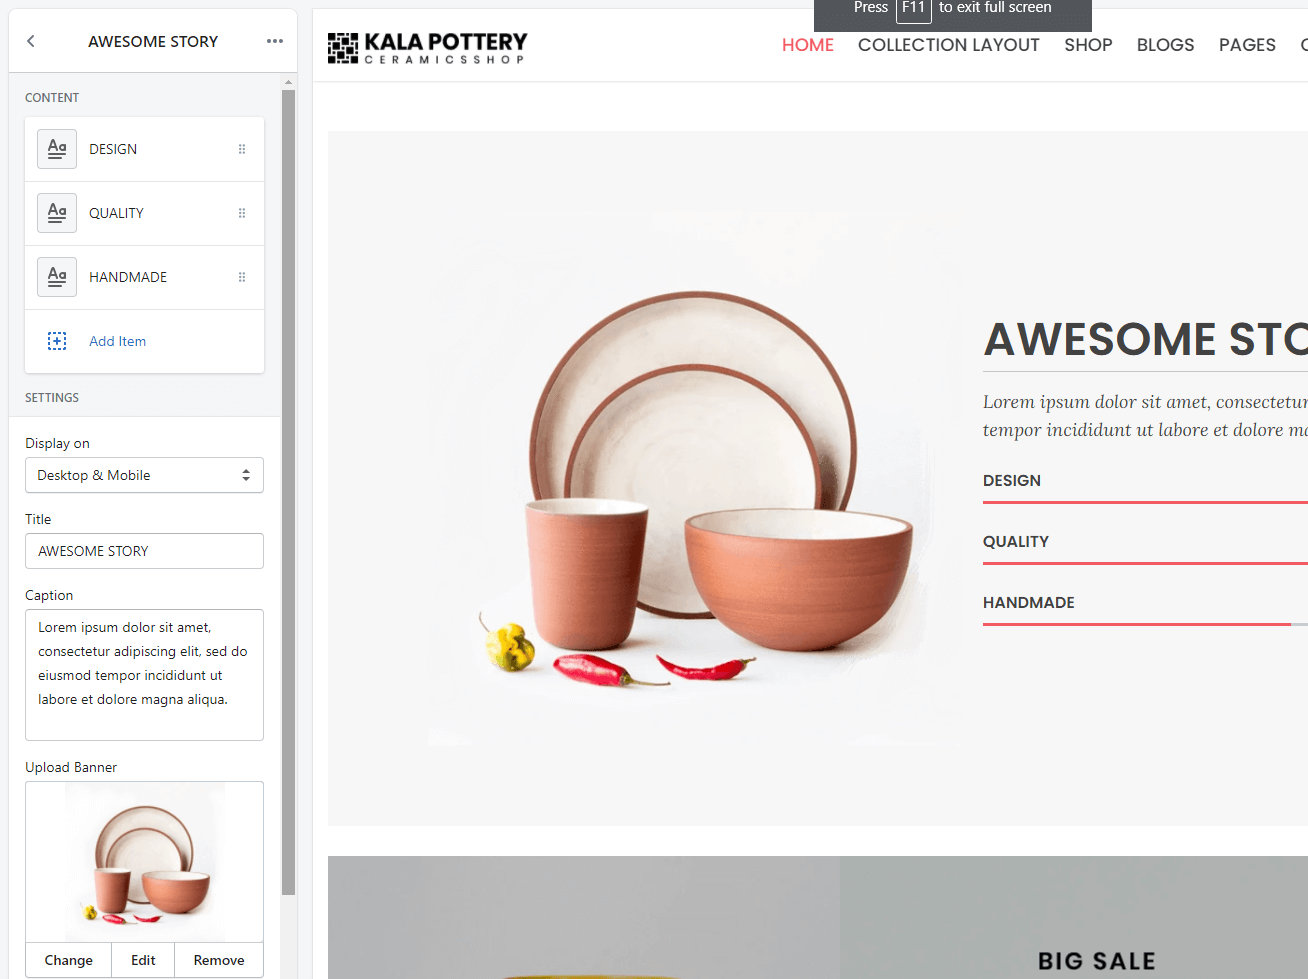 Press F11 to exit full screen
AWESOME STORY
CONTENT
Aa DESIGN
Aa QUALITY
Aa HANDMADE
Add Item
SETTINGS
Display on
Desktop & Mobile
Title
AWESOME STORY
Caption
Lorem ipsum dolor sit amet,
consectetur adipiscing elit, sed do
eiusmod tempor incididunt ut
labore et dolore magna aliqua.
Upload Banner
Change Edit Remove
KALA POTTERY
CERAMICSSHOP
HOME COLLECTION LAYOUT SHOP BLOGS PAGES
AWESOME STO
Lorem ipsum dolor sit amet, consectetur
tempor incididunt ut labore et dolore ma
DESIGN
QUALITY
HANDMADE
BIG SALE